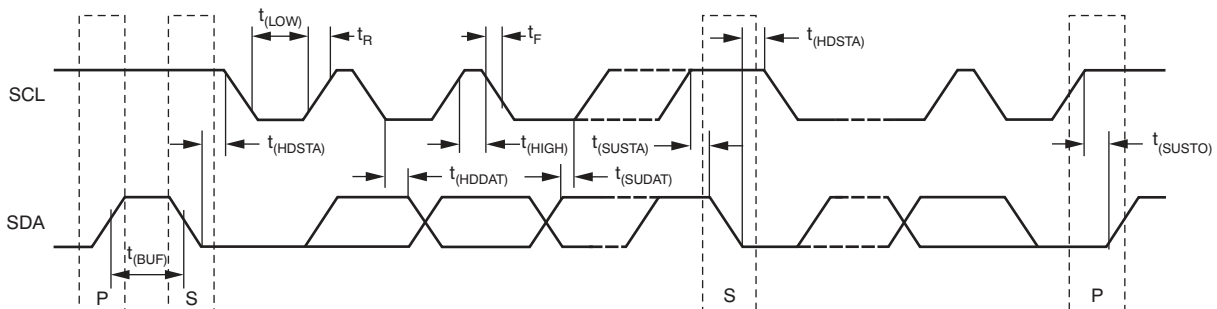 t(LOW)
tR
tF
t(HDSTA)
SCL
t(HDSTA)
t(HIGH)
t(SUSTA)
t(SUSTO)
t(HDDAT)
t(SUDAT)
SDA
t(BUF)
P
S
S
P